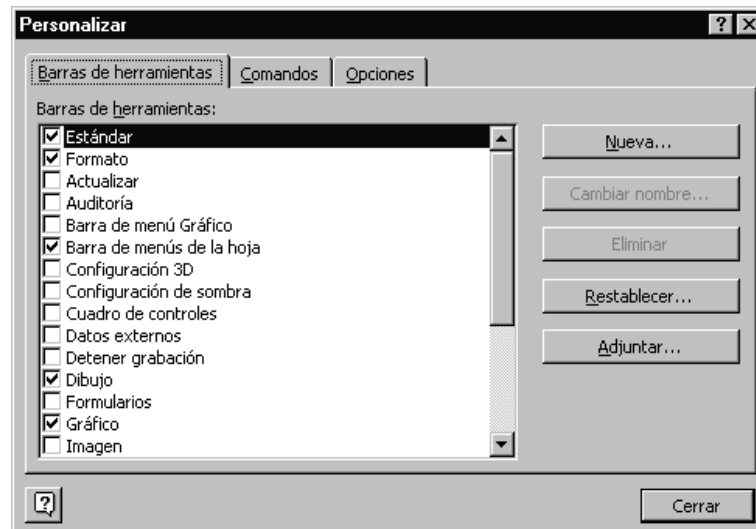 Personalizar
Barras de herramientas
Comandos
Opciones
Barras de herramientas:
Estándar
Formato
Actualizar
Auditoría
Barra de menú Gráfico
Barra de menús de la hoja
Configuración 3D
Configuración de sombra
Cuadro de controles
Datos externos
Detener grabación
Dibujo
Formularios
Gráfico
Imagen
Nueva...
Cambiar nombre...
Eliminar
Restablecer...
Adjuntar...
Cerrar